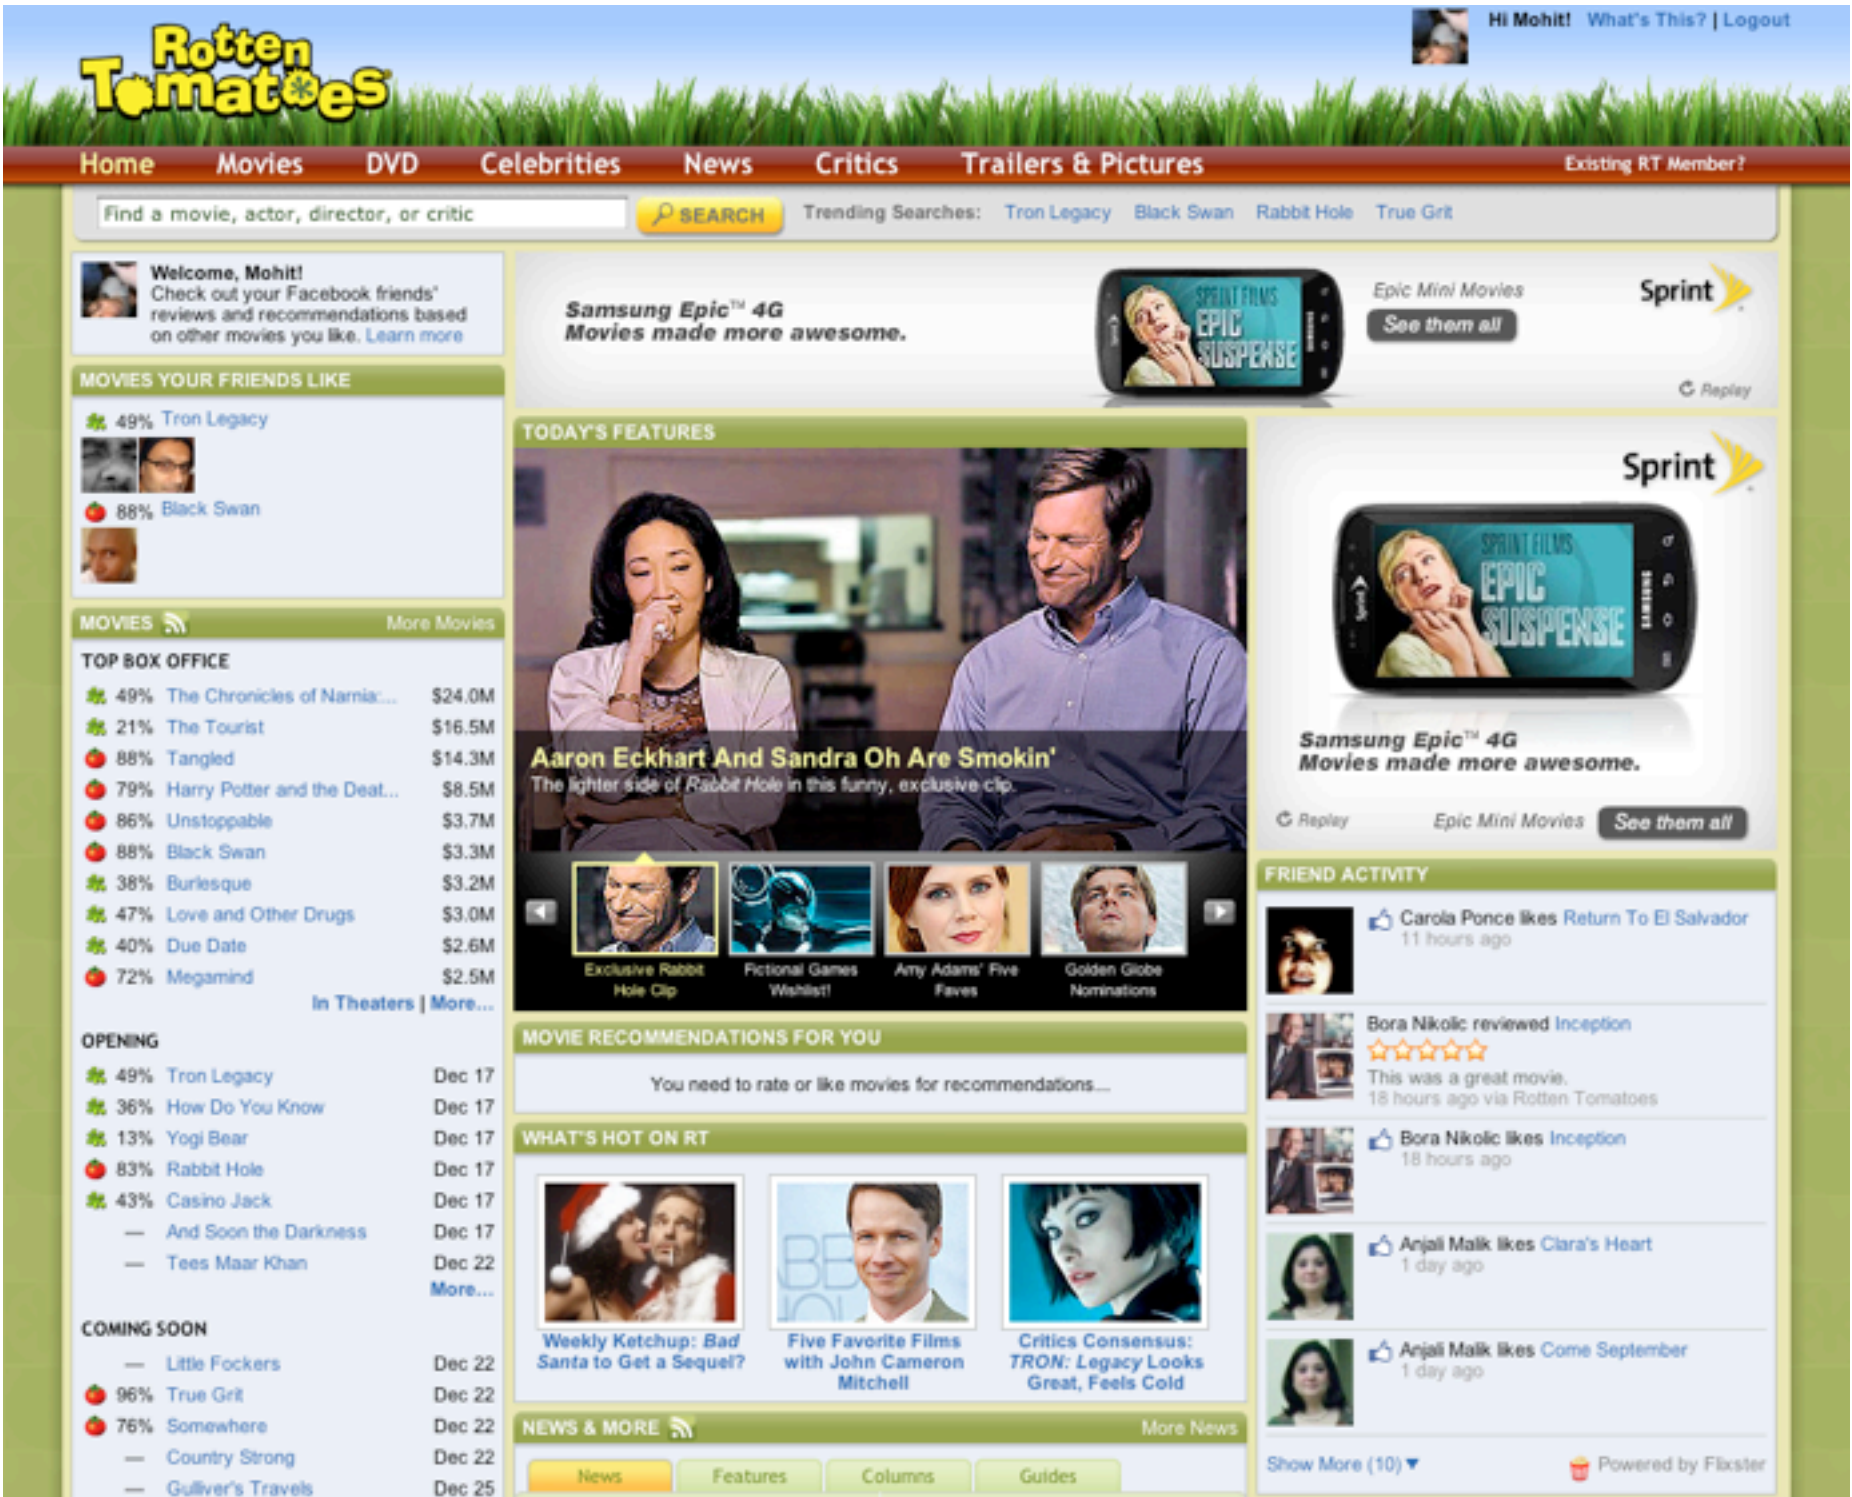 Rotten
Tomatoes
Hi Mohit! What's This? | Logout
Home Movies DVD Celebrities News Critics Trailers & Pictures Existing RT Member?
Find a movie, actor, director, or critic SEARCH Trending Searches: Tron Legacy Black Swan Rabbit Hole True Grit
Welcome, Mohit!
Check out your Facebook friends'
reviews and recommendations based
on other movies you like. Learn more
Samsung Epic™ 4G
Movies made more awesome.
SPRINT FILMS
EPIC
SUSPENSE
Epic Mini Movies
See them all
Sprint
Replay
MOVIES YOUR FRIENDS LIKE
49% Tron Legacy
88% Black Swan
MOVIES More Movies
TOP BOX OFFICE
49% The Chronicles of Narnia:... $24.0M
21% The Tourist $16.5M
88% Tangled $14.3M
79% Harry Potter and the Deat... $8.5M
86% Unstoppable $3.7M
88% Black Swan $3.3M
38% Burlesque $3.2M
47% Love and Other Drugs $3.0M
40% Due Date $2.6M
72% Megamind $2.5M
In Theaters | More...
OPENING
49% Tron Legacy Dec 17
36% How Do You Know Dec 17
13% Yogi Bear Dec 17
83% Rabbit Hole Dec 17
43% Casino Jack Dec 17
— And Soon the Darkness Dec 17
— Tees Maar Khan Dec 22
More...
COMING SOON
— Little Fockers Dec 22
96% True Grit Dec 22
76% Somewhere Dec 22
— Country Strong Dec 22
— Gulliver's Travels Dec 25
TODAY'S FEATURES
Aaron Eckhart And Sandra Oh Are Smokin'
The lighter side of Rabbit Hole in this funny, exclusive clip.
Exclusive Rabbit
Hole Clip
Fictional Games
Wishlist!
Amy Adams' Five
Faves
Golden Globe
Nominations
MOVIE RECOMMENDATIONS FOR YOU
You need to rate or like movies for recommendations...
WHAT'S HOT ON RT
Weekly Ketchup: Bad
Santa to Get a Sequel?
Five Favorite Films
with John Cameron
Mitchell
Critics Consensus:
TRON: Legacy Looks
Great, Feels Cold
NEWS & MORE More News
News Features Columns Guides
Sprint
Sprint
SPRINT FILMS
EPIC
SUSPENSE
SAMSUNG
Samsung Epic™ 4G
Movies made more awesome.
Replay Epic Mini Movies See them all
FRIEND ACTIVITY
Carola Ponce likes Return To El Salvador
11 hours ago
Bora Nikolic reviewed Inception
This was a great movie.
18 hours ago via Rotten Tomatoes
Bora Nikolic likes Inception
18 hours ago
Anjali Malik likes Clara's Heart
1 day ago
Anjali Malik likes Come September
1 day ago
Show More (10) ▼ Powered by Flixster